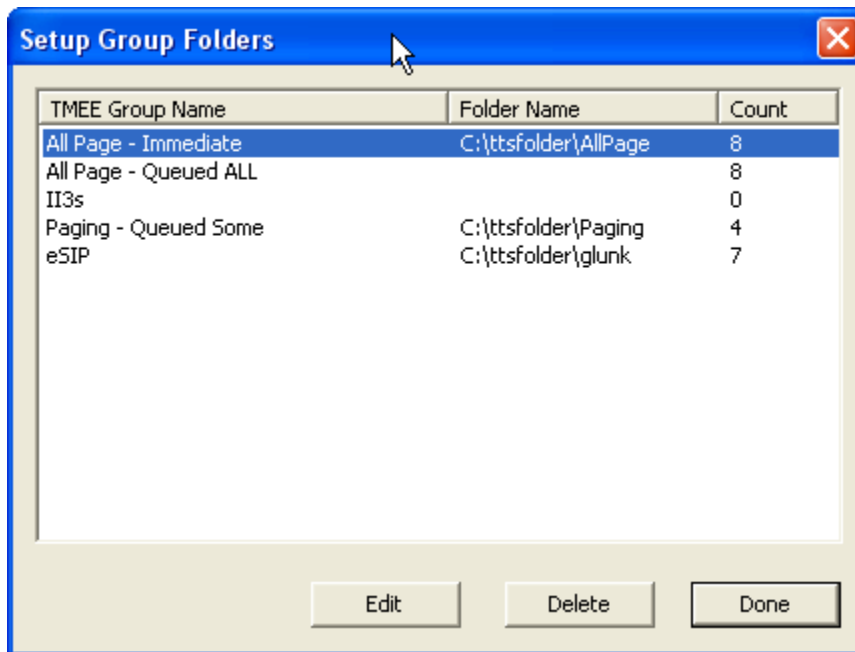 Setup Group Folders
TMEE Group Name Folder Name Count
All Page - Immediate C:\ttsfolder\AllPage 8
All Page - Queued ALL 8
II3s 0
Paging - Queued Some C:\ttsfolder\Paging 4
eSIP C:\ttsfolder\glunk 7
Edit Delete Done